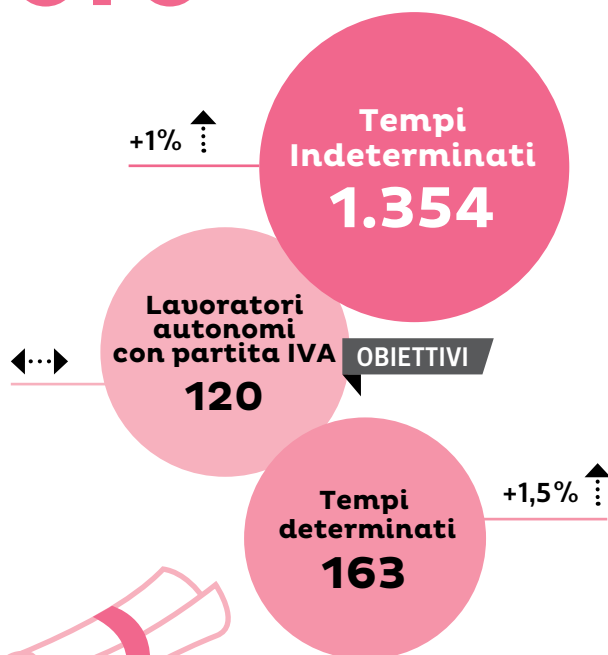 +1%
Tempi
Indeterminati
1.354
Lavoratori
autonomi
con partita IVA
120
OBIETTIVI
Tempi
determinati
163
+1,5%